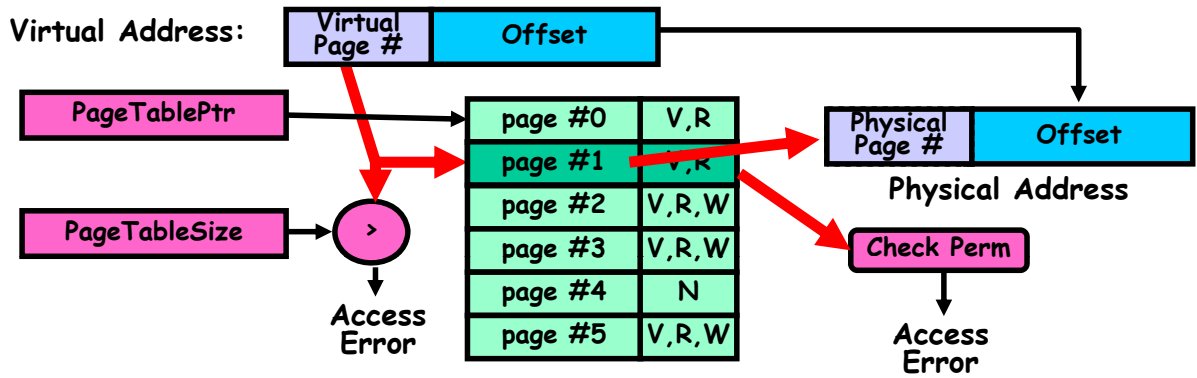 Virtual Address:
Virtual
Page #
Offset
PageTablePtr
page #0 V,R
Physical
Page #
Offset
page #1 V,R
Physical Address
page #2 V,R,W
PageTableSize
>
page #3 V,R,W
Check Perm
page #4 N
Access
Error
page #5 V,R,W
Access
Error